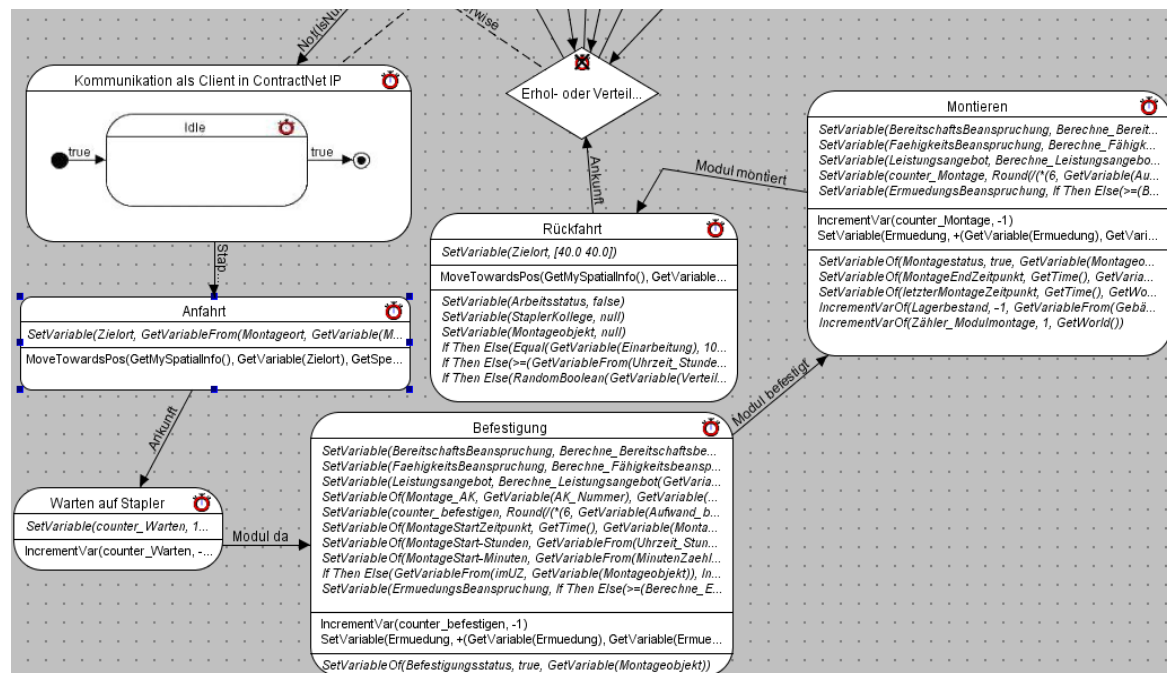 Not(IsNu
erwise
Kommunikation als Client in ContractNet IP
Idle
true
true
Stap...
Erhol- oder Verteil...
Ankunft
Modul montiert
Montieren
SetVariable(BereitschaftsBeanspruchung, Berechne_Bereit...
SetVariable(FaehigkeitsBeanspruchung, Berechne_Fähigk...
SetVariable(Leistungsangebot, Berechne_Leistungsangebo...
SetVariable(counter_Montage, Round(/(*(6, GetVariable(Au...
SetVariable(ErmuedungsBeanspruchung, If Then Else(>=(B...
IncrementVar(counter_Montage, -1)
SetVariable(Ermuedung, +(GetVariable(Ermuedung), GetVari...
SetVariableOf(Montagestatus, true, GetVariable(Montageo...
SetVariableOf(MontageEndZeitpunkt, GetTime(), GetVaria...
SetVariableOf(letzterMontageZeitpunkt, GetTime(), GetWo...
IncrementVarOf(Lagerbestand, -1, GetVariableFrom(Gebä...
IncrementVarOf(Zähler_Modulmontage, 1, GetWorld())
Rückfahrt
SetVariable(Zielort, [40.0 40.0])
MoveTowardsPos(GetMySpatialInfo(), GetVariable...
SetVariable(Arbeitsstatus, false)
SetVariable(StaplerKollege, null)
SetVariable(Montageobjekt, null)
If Then Else(Equal(GetVariable(Einarbeitung), 10...
If Then Else(>=(GetVariableFrom(Uhrzeit_Stunde...
If Then Else(RandomBoolean(GetVariable(Verteil...
Anfahrt
SetVariable(Zielort, GetVariableFrom(Montageort, GetVariable(M...
MoveTowardsPos(GetMySpatialInfo(), GetVariable(Zielort), GetSpe...
Ankunft
Modul befestigt
Warten auf Stapler
SetVariable(counter_Warten, 1...
IncrementVar(counter_Warten, -...
Modul da
Befestigung
SetVariable(BereitschaftsBeanspruchung, Berechne_Bereitschaftsbe...
SetVariable(FaehigkeitsBeanspruchung, Berechne_Fähigkeitsbeansp...
SetVariable(Leistungsangebot, Berechne_Leistungsangebot(GetVaria...
SetVariableOf(Montage_AK, GetVariable(AK_Nummer), GetVariable(...
SetVariable(counter_befestigen, Round(/(*(6, GetVariable(Aufwand_b...
SetVariableOf(MontageStartZeitpunkt, GetTime(), GetVariable(Monta...
SetVariableOf(MontageStart-Stunden, GetVariableFrom(Uhrzeit_Stun...
SetVariableOf(MontageStart-Minuten, GetVariableFrom(MinutenZaehl...
If Then Else(GetVariableFrom(imUZ, GetVariable(Montageobjekt)), In...
SetVariable(ErmuedungsBeanspruchung, If Then Else(>=(Berechne_E...
IncrementVar(counter_befestigen, -1)
SetVariable(Ermuedung, +(GetVariable(Ermuedung), GetVariable(Ermue...
SetVariableOf(Befestigungsstatus, true, GetVariable(Montageobjekt))